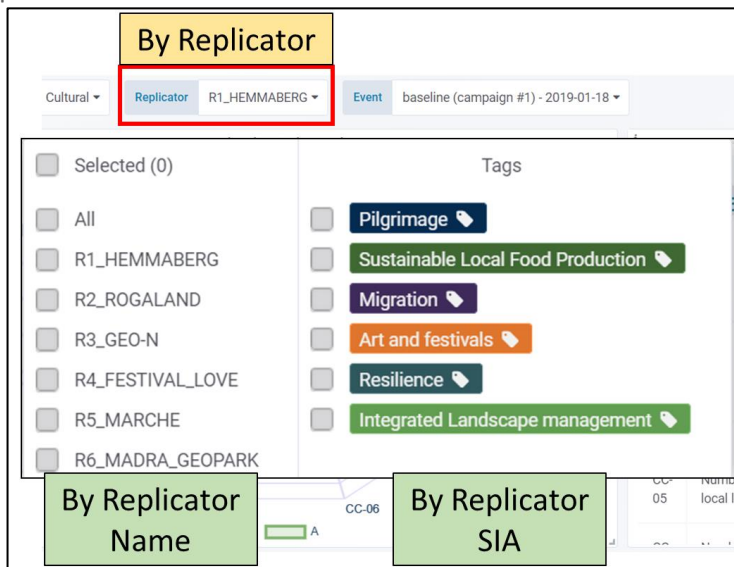 By Replicator
Cultural
Replicator R1_HEMMABERG
Event baseline (campaign #1) - 2019-01-18
Selected (0)
Tags
All
Pilgrimage
R1_HEMMABERG
Sustainable Local Food Production
R2_ROGALAND
Migration
R3_GEO-N
Art and festivals
R4_FESTIVAL_LOVE
Resilience
R5_MARCHE
Integrated Landscape management
R6_MADRA_GEOPARK
By Replicator
Name
CC-06
A
By Replicator
SIA
05
local